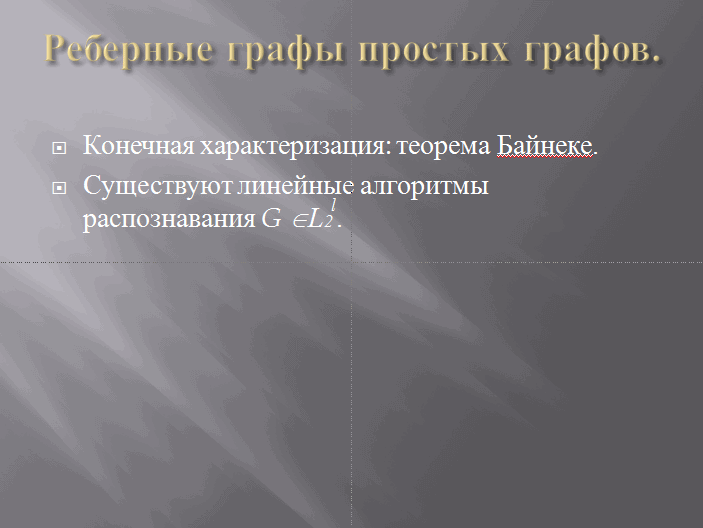 Реберные графы простых графов.
Конечная характеризация: теорема Байнеке.
Существуют линейные алгоритмы
распознавания G ∈L₂ˡ.